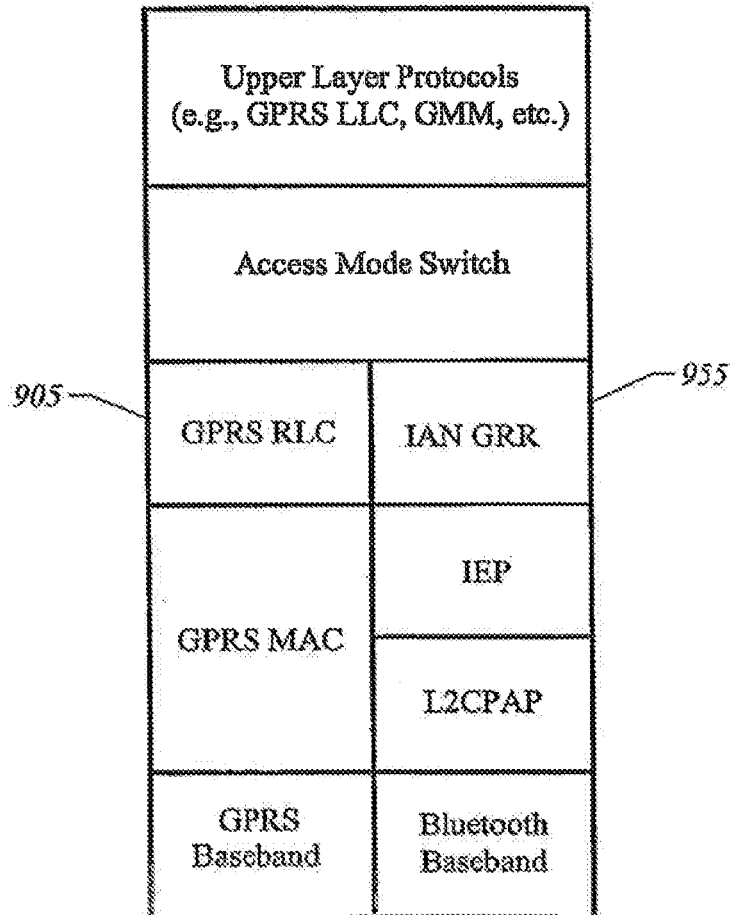 Upper Layer Protocols
(e.g., GPRS LLC, GMM, etc.)
Access Mode Switch
905
955
GPRS RLC
IAN GRR
IEP
GPRS MAC
L2CPAP
GPRS
Baseband
Bluetooth
Baseband